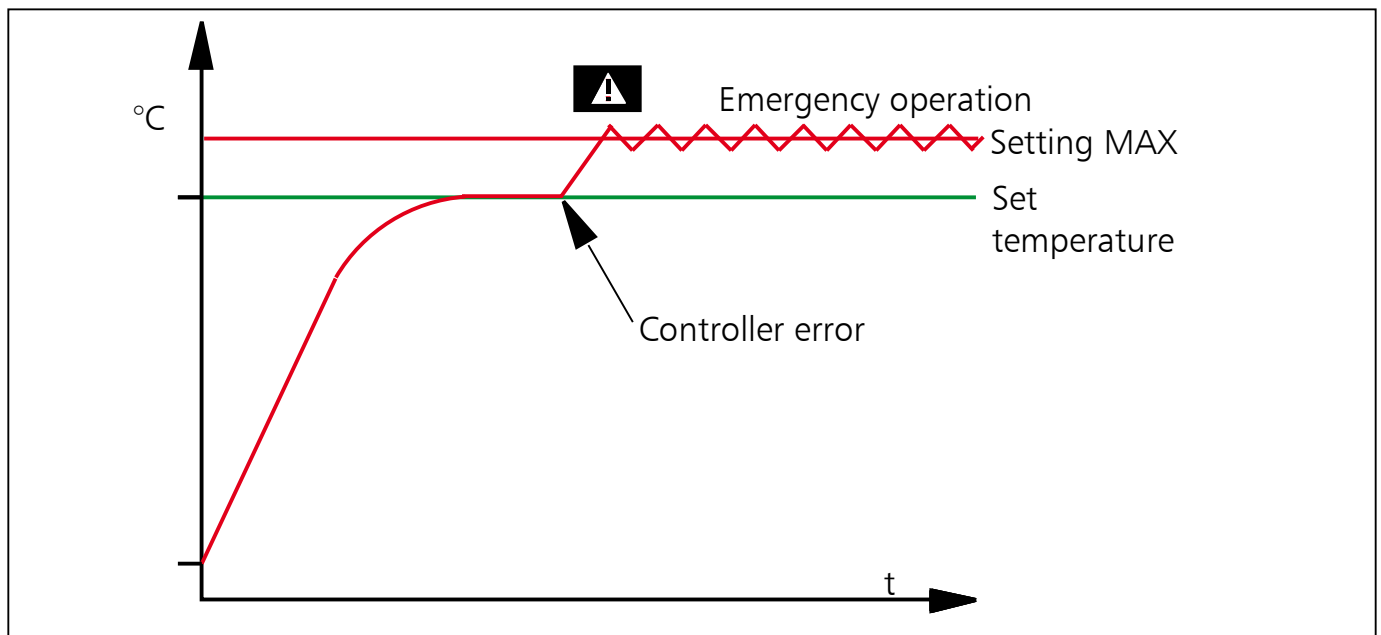 °C
Emergency operation
Setting MAX
Set
temperature
Controller error
t